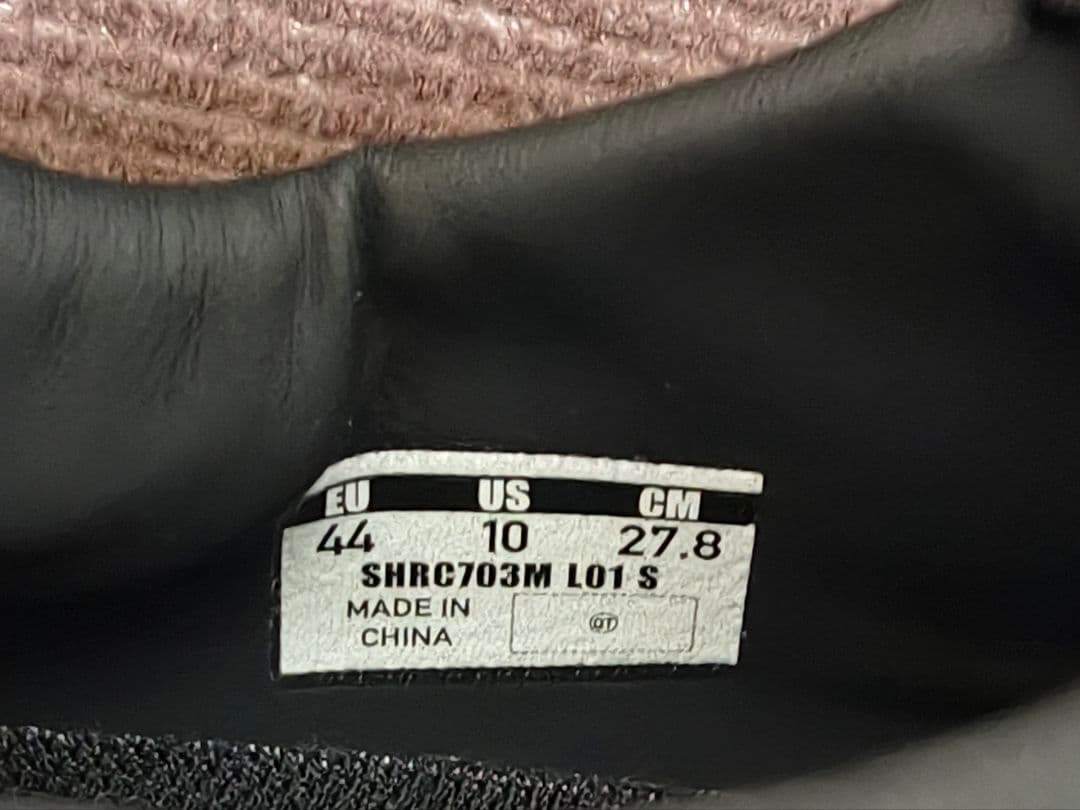 EU US CM
44 10 27.8
SHRC703M L01 S
MADE IN
CHINA
QT